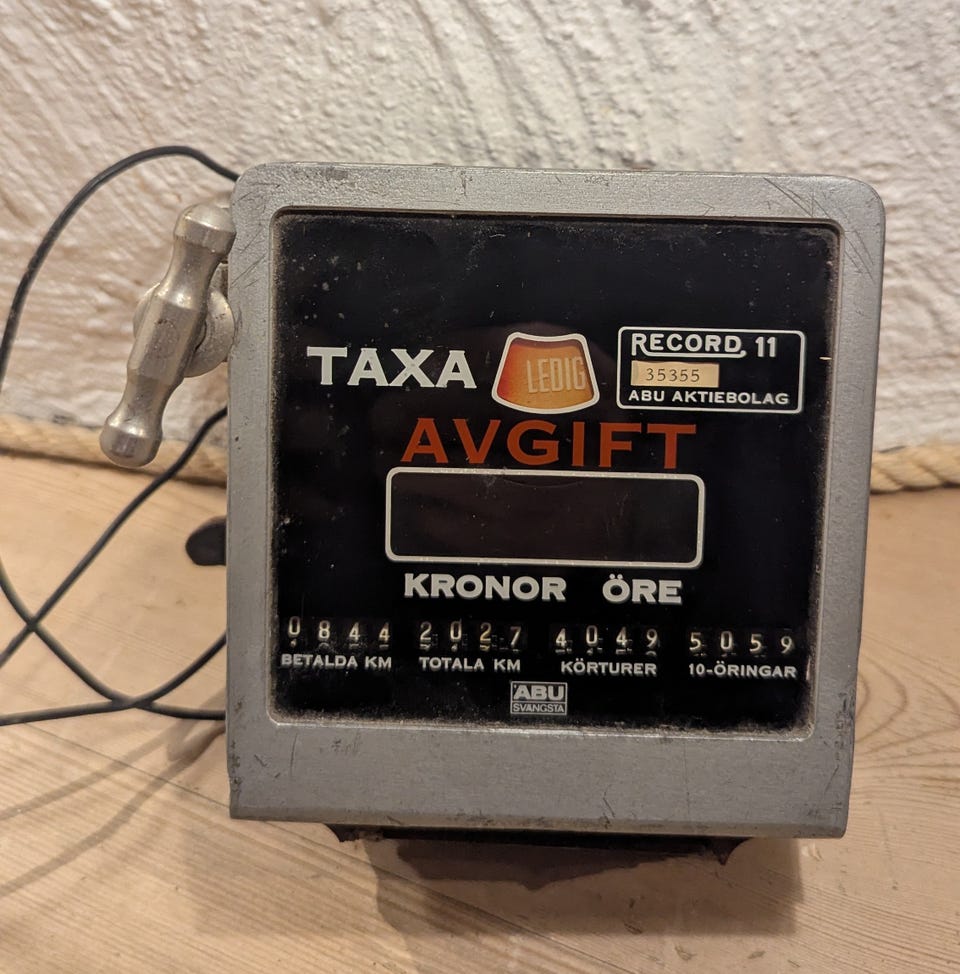 TAXA LEDIG
RECORD 11
35355
ABU AKTIEBOLAG
AVGIFT
KRONOR ÖRE
0844 2027 4049 5059
BETALDA KM TOTALA KM KÖRTURER 10-ÖRINGAR
ABU
SVÄNGSTA